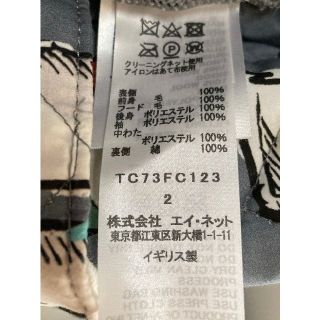 クリーニングネット使用
アイロンはあて布使用
表側
前身 毛 100%
フード 毛 100%
後身 ポリエステル 100%
袖 ポリエステル 100%
中わた
ポリエステル 100%
裏側 綿 100%
TC73FC123
2
株式会社 エイ・ネット
東京都江東区新大橋1-1-11
イギリス製